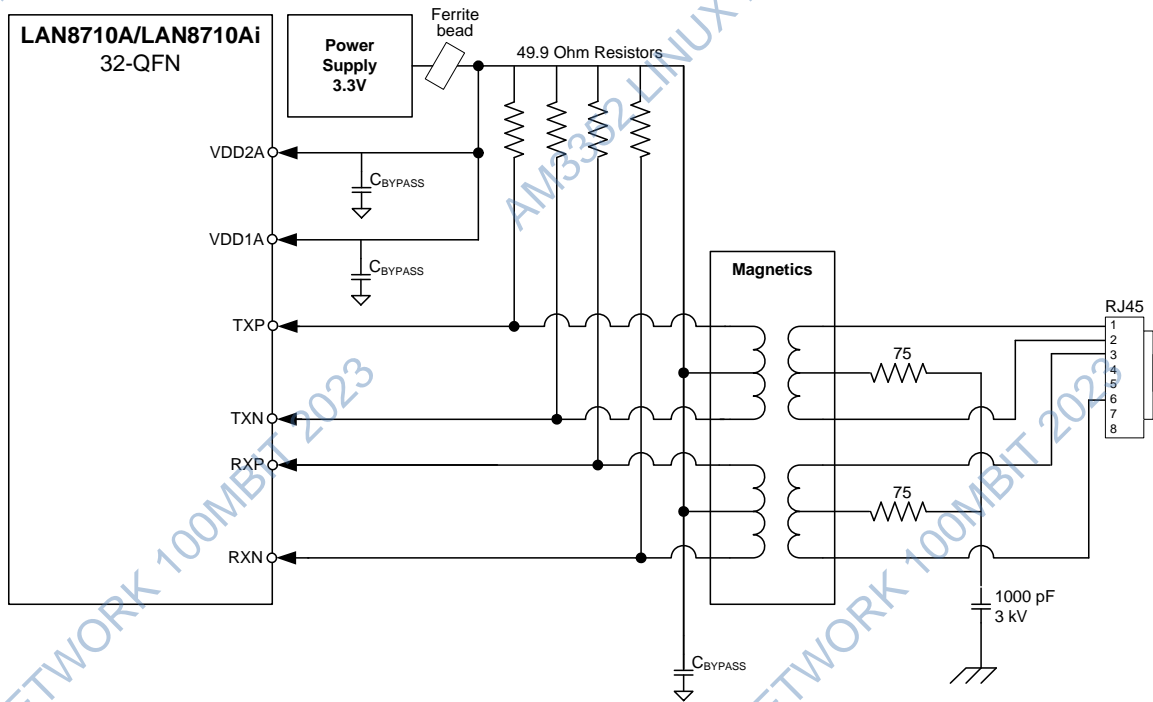 LAN8710A/LAN8710Ai
32-QFN
Power
Supply
3.3V
Ferrite
bead
49.9 Ohm Resistors
VDD2A
CBYPASS
VDD1A
CBYPASS
TXP
TXN
RXP
RXN
Magnetics
75
75
RJ45
1
2
3
4
5
6
7
8
1000 pF
3 kV
CBYPASS
AM3352 LINUX
NETWORK 100MBIT 2023
NETWORK 100MBIT 2023